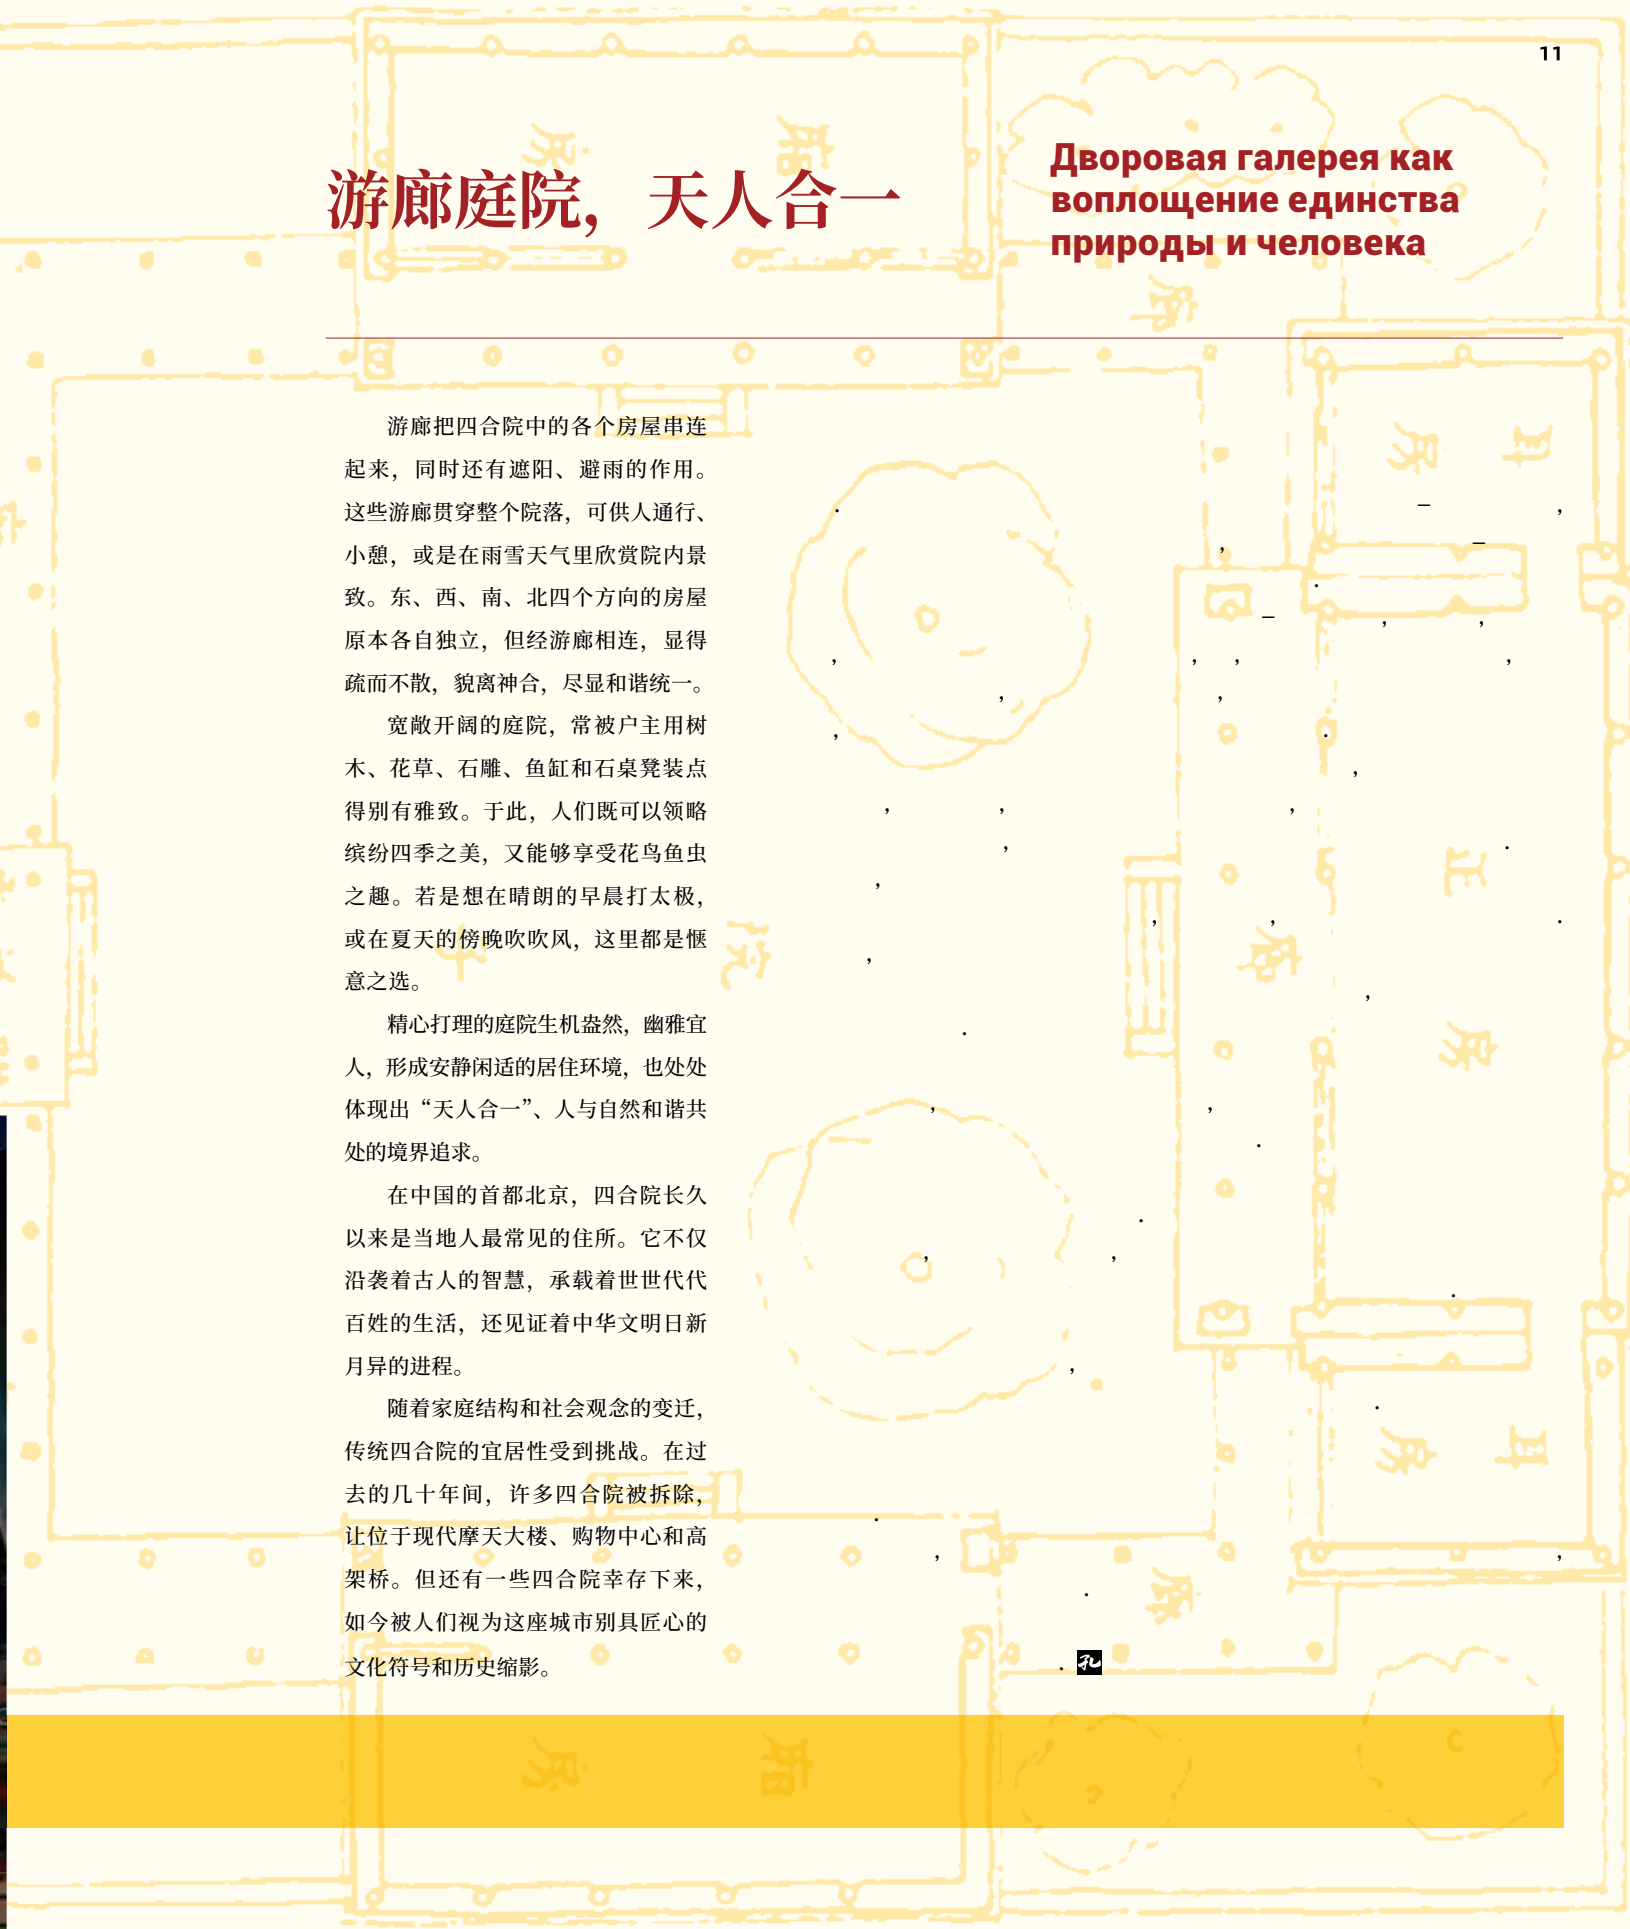 11
游廊庭院，天人合一
Дворовая галерея как
воплощение единства
природы и человека
游廊把四合院中的各个房屋串连
起来，同时还有遮阳、避雨的作用。
这些游廊贯穿整个院落，可供人通行、
小憩，或是在雨雪天气里欣赏院内景
致。东、西、南、北四个方向的房屋
原本各自独立，但经游廊相连，显得
疏而不散，貌离神合，尽显和谐统一。
宽敞开阔的庭院，常被户主用树
木、花草、石雕、鱼缸和石桌凳装点
得别有雅致。于此，人们既可以领略
缤纷四季之美，又能够享受花鸟鱼虫
之趣。若是想在晴朗的早晨打太极，
或在夏天的傍晚吹吹风，这里都是惬
意之选。
精心打理的庭院生机盎然，幽雅宜
人，形成安静闲适的居住环境，也处处
体现出“天人合一”、人与自然和谐共
处的境界追求。
在中国的首都北京，四合院长久
以来是当地人最常见的住所。它不仅
沿袭着古人的智慧，承载着世世代代
百姓的生活，还见证着中华文明日新
月异的进程。
随着家庭结构和社会观念的变迁，
传统四合院的宜居性受到挑战。在过
去的几十年间，许多四合院被拆除，
让位于现代摩天大楼、购物中心和高
架桥。但还有一些四合院幸存下来，
如今被人们视为这座城市别具匠心的
文化符号和历史缩影。
孔